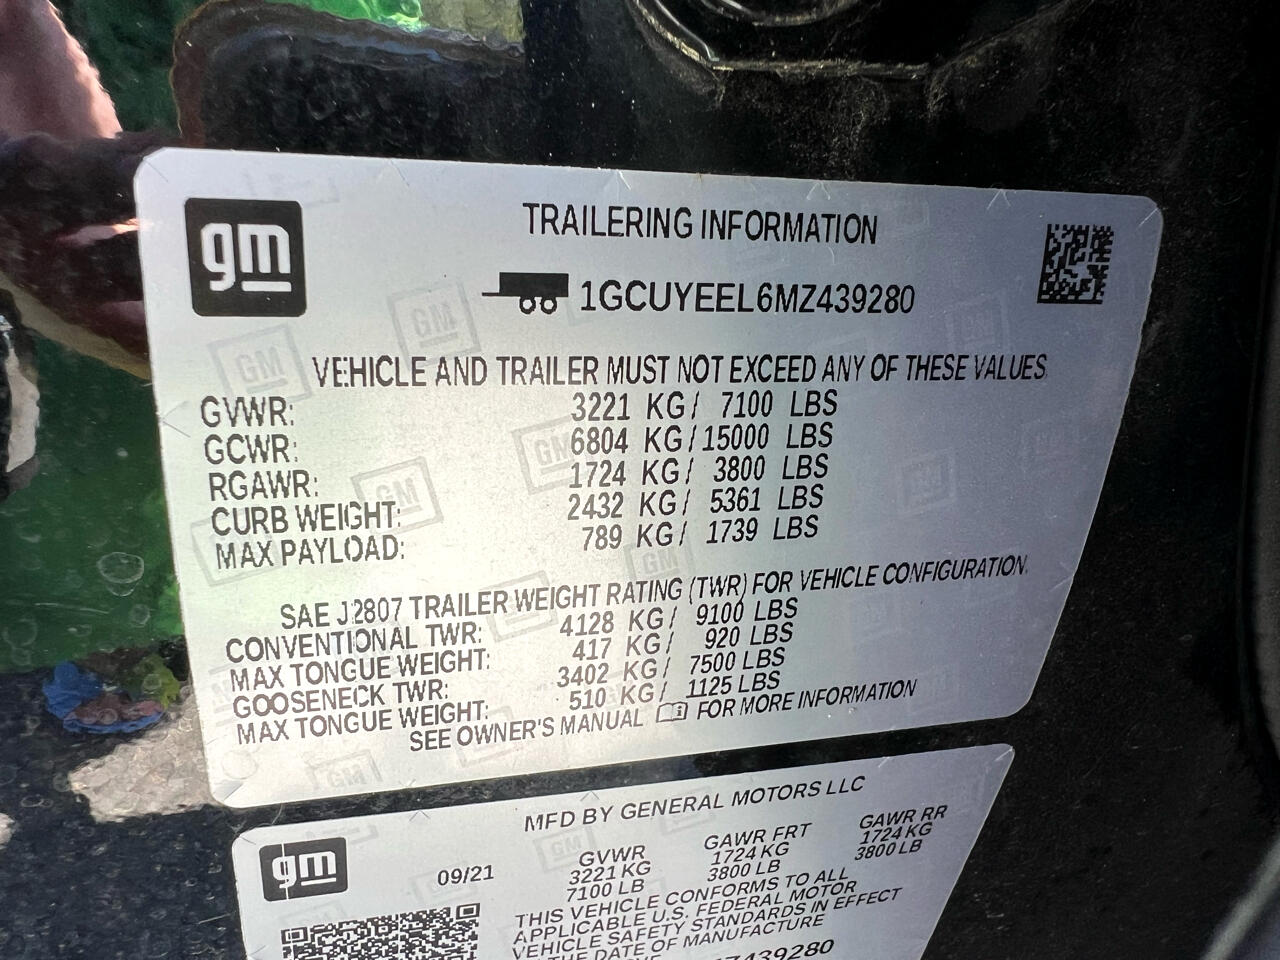 gm
TRAILERING INFORMATION
1GCUYEEL6MZ439280
VEHICLE AND TRAILER MUST NOT EXCEED ANY OF THESE VALUES.
GVWR: 3221 KG / 7100 LBS
GCWR: 6804 KG / 15000 LBS
RGAWR: 1724 KG / 3800 LBS
CURB WEIGHT: 2432 KG / 5361 LBS
MAX PAYLOAD: 789 KG / 1739 LBS
SAE J2807 TRAILER WEIGHT RATING (TWR) FOR VEHICLE CONFIGURATION.
CONVENTIONAL TWR: 4128 KG / 9100 LBS
MAX TONGUE WEIGHT: 417 KG / 920 LBS
GOOSENECK TWR: 3402 KG / 7500 LBS
MAX TONGUE WEIGHT: 510 KG / 1125 LBS
SEE OWNER'S MANUAL FOR MORE INFORMATION
MFD BY GENERAL MOTORS LLC
gm
09/21
GVWR GAWR FRT GAWR RR
3221 KG 1724 KG 1724 KG
7100 LB 3800 LB 3800 LB
THIS VEHICLE CONFORMS TO ALL
APPLICABLE U.S. FEDERAL MOTOR
VEHICLE SAFETY STANDARDS IN EFFECT
THE DATE OF MANUFACTURE
439280